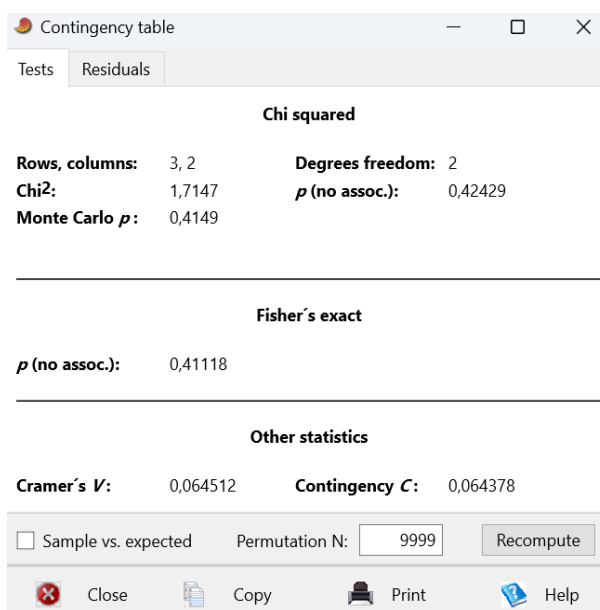 Contingency table
Tests Residuals
Chi squared
Rows, columns: 3, 2 Degrees freedom: 2
Chi2: 1,7147 p (no assoc.): 0,42429
Monte Carlo p : 0,4149
Fisher´s exact
p (no assoc.): 0,41118
Other statistics
Cramer´s V : 0,064512 Contingency C : 0,064378
Sample vs. expected Permutation N: 9999 Recompute
Close Copy Print Help